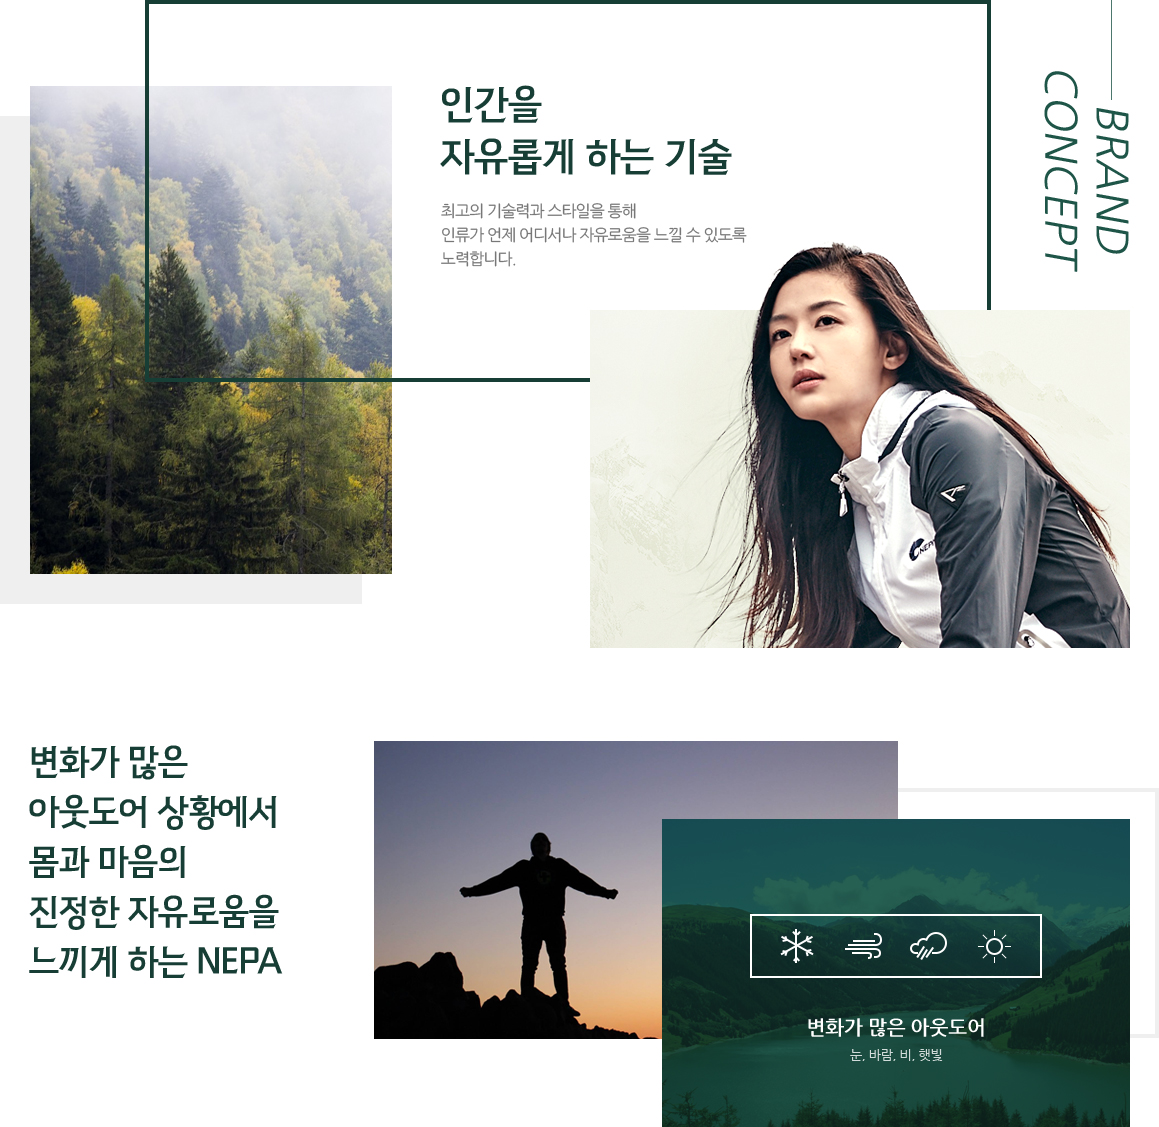 BRAND
CONCEPT
인간을
자유롭게 하는 기술
최고의 기술력과 스타일을 통해
인류가 언제 어디서나 자유로움을 느낄 수 있도록
노력합니다.
변화가 많은
아웃도어 상황에서
몸과 마음의
진정한 자유로움을
느끼게 하는 NEPA
변화가 많은 아웃도어
눈, 바람, 비, 햇빛